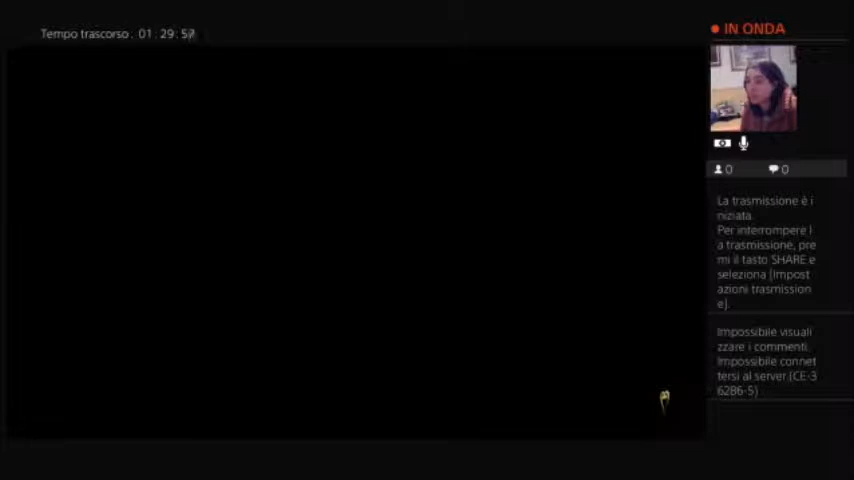 Tempo trascorso. 01 : 29 : 57
IN ONDA
0 0
La trasmissione è i
niziata.
Per interrompere l
a trasmissione, pre
mi il tasto SHARE e
seleziona [Impost
azioni trasmission
e].
Impossibile visuali
zzare i commenti.
Impossibile connet
tersi al server.(CE-3
6286-5)